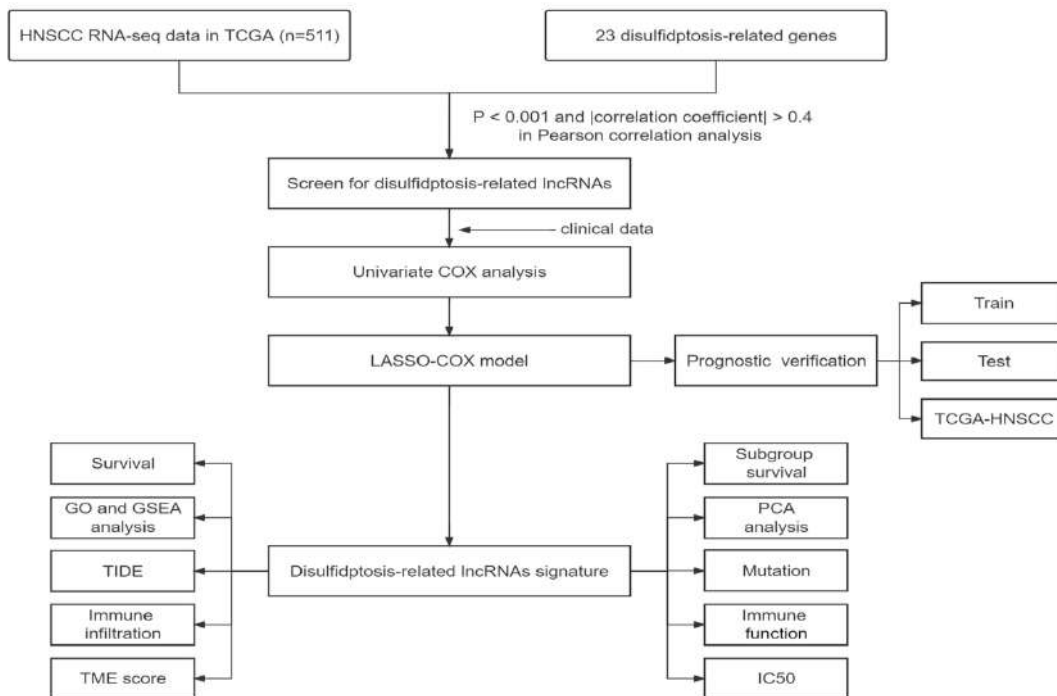 HNSCC RNA-seq data in TCGA (n=511)
23 disulfidptosis-related genes
P < 0.001 and |correlation coefficient| > 0.4
in Pearson correlation analysis
Screen for disulfidptosis-related lncRNAs
clinical data
Univariate COX analysis
LASSO-COX model
Prognostic verification
Train
Test
TCGA-HNSCC
Survival
GO and GSEA
analysis
TIDE
Immune
infiltration
TME score
Disulfidptosis-related lncRNAs signature
Subgroup
survival
PCA
analysis
Mutation
Immune
function
IC50